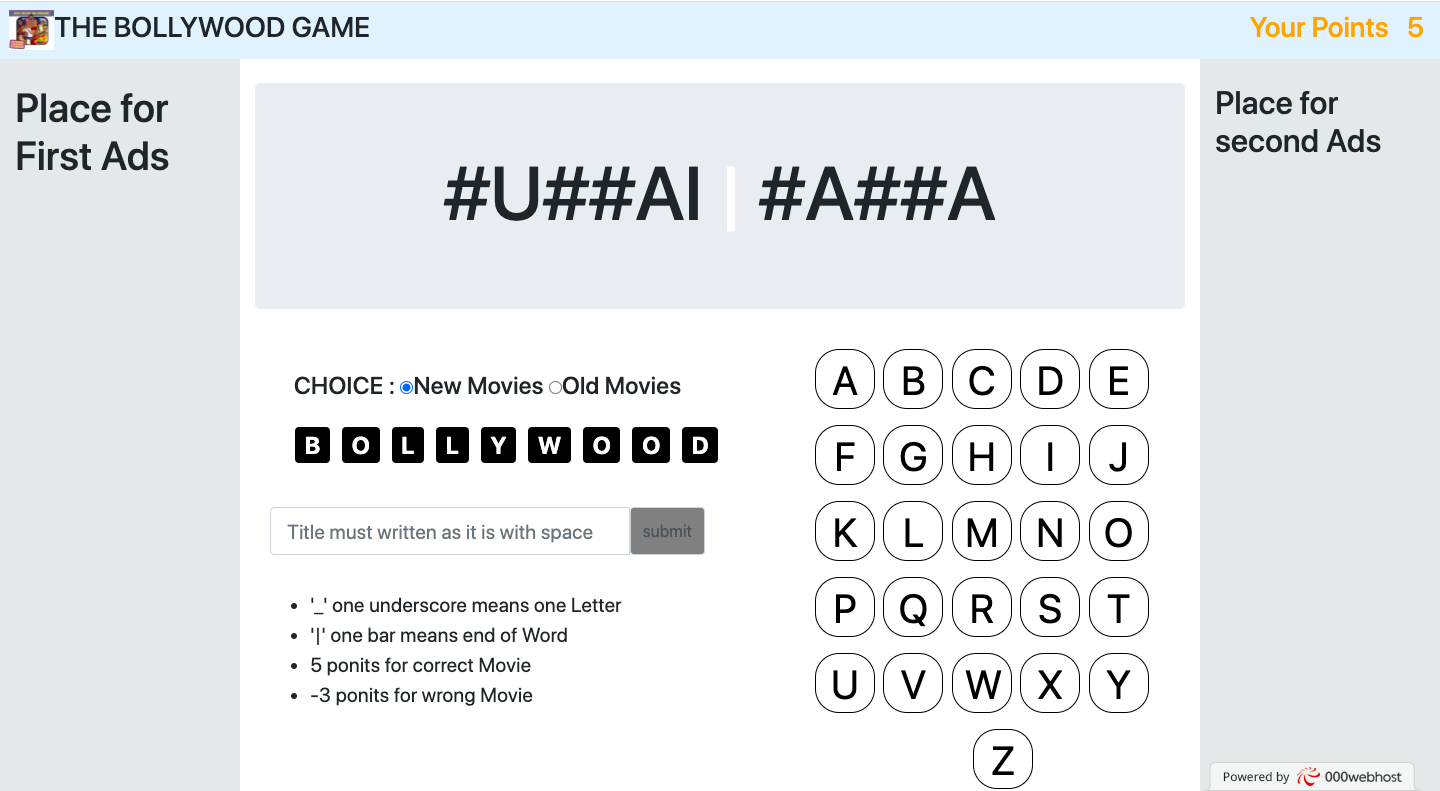 THE BOLLYWOOD GAME
Your Points 5
Place for
First Ads
#U##AI | #A##A
Place for
second Ads
CHOICE : New Movies Old Movies
B O L L Y W O O D
Title must written as it is with space
submit
'_' one underscore means one Letter
'|' one bar means end of Word
5 ponits for correct Movie
-3 ponits for wrong Movie
A B C D E
F G H I J
K L M N O
P Q R S T
U V W X Y
Z
Powered by 000webhost